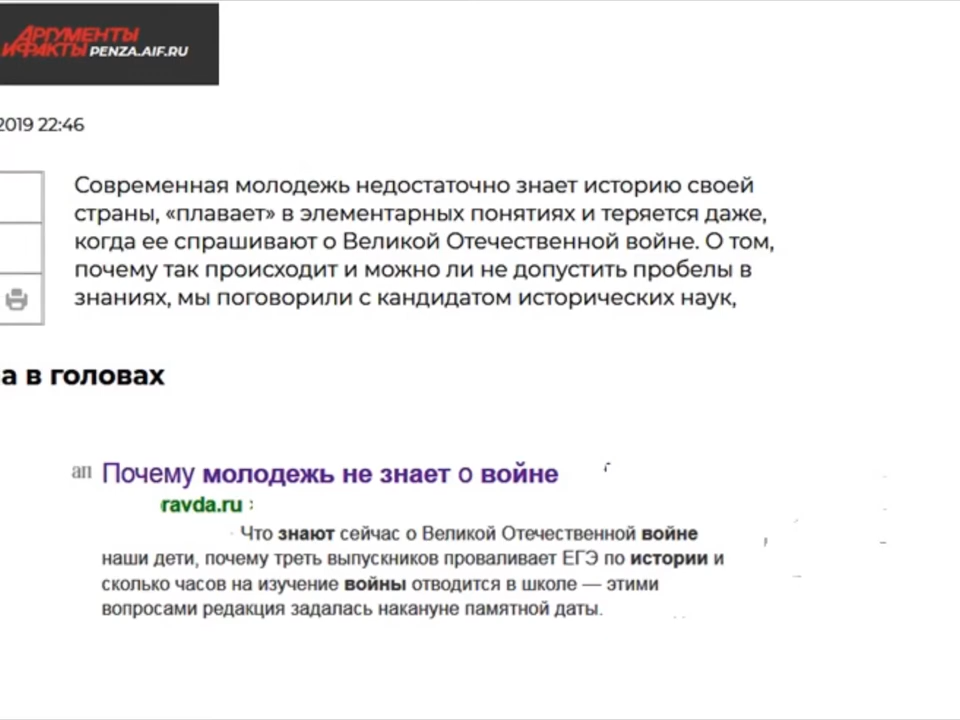 АРГУМЕНТЫ
И ФАКТЫ PENZA.AIF.RU
2019 22:46
Современная молодежь недостаточно знает историю своей
страны, «плавает» в элементарных понятиях и теряется даже,
когда ее спрашивают о Великой Отечественной войне. О том,
почему так происходит и можно ли не допустить пробелы в
знаниях, мы поговорили с кандидатом исторических наук,
а в головах
ап Почему молодежь не знает о войне
ravda.ru
Что знают сейчас о Великой Отечественной войне
наши дети, почему треть выпускников проваливает ЕГЭ по истории и
сколько часов на изучение войны отводится в школе — этими
вопросами редакция задалась накануне памятной даты.